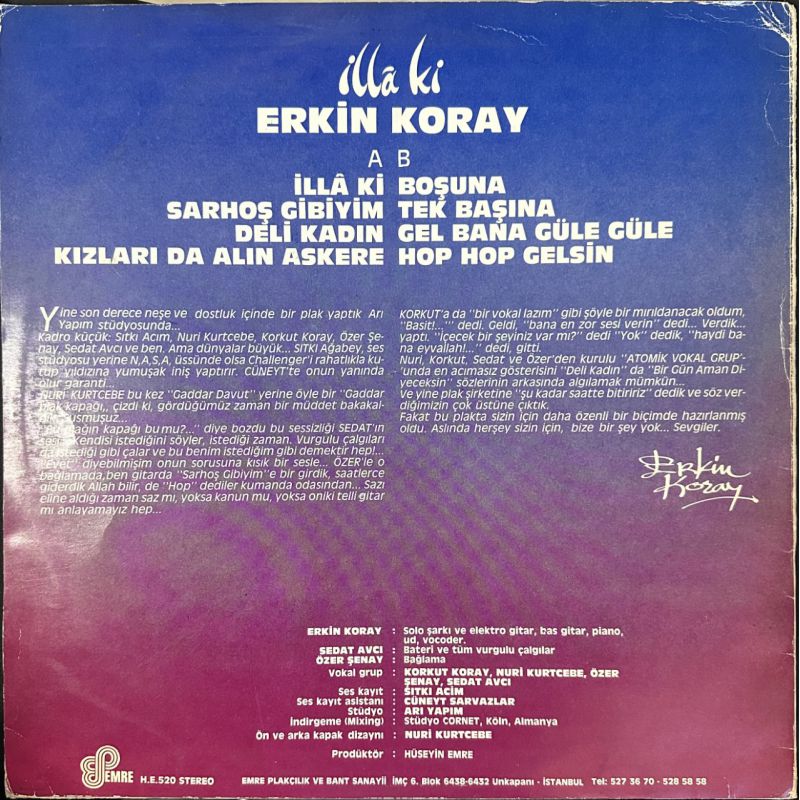 illâ ki
ERKİN KORAY
A B
İLLÂ Kİ
SARHOŞ GİBİYİM
DELİ KADIN
KIZLARI DA ALIN ASKERE
BOŞUNA
TEK BAŞINA
GEL BANA GÜLE GÜLE
HOP HOP GELSİN
Yine son derece neşe ve dostluk içinde bir plak yaptık Arı
Yapım stüdyosunda...
Kadro küçük: Sıtkı Acım, Nuri Kurtcebe, Korkut Koray, Özer Şe-
nay, Sedat Avcı ve ben. Ama dünyalar büyük... SITKI Ağabey, ses
stüdyosu yerine N,A,S,A, üssünde olsa Challenger'i rahatlıkla ku-
tup yıldızına yumuşak iniş yaptırır. CÜNEYT'te onun yanında
olur garanti...
NURİ KURTCEBE bu kez "Gaddar Davut" yerine öyle bir "Gaddar
plak kapağı,, çizdi ki, gördüğümüz zaman bir müddet bakakal-
susmuşuz...
kapağı bu mu?..." diye bozdu bu sessizliği SEDAT'ın
kendisi istediğini söyler, istediği zaman. Vurgulu çalgıları
da istediği gibi çalar ve bu benim istediğim gibi demektir hep!...
"Evet" diyebilmişim onun sorusuna kısık bir sesle... ÖZER'le o
bağlamada,ben gitarda "Sarhoş Gibiyim"e bir girdik, saatlerce
giderdik Allah bilir, de "Hop" dediler kumanda odasından... Sazı
eline aldığı zaman saz mı, yoksa kanun mu, yoksa oniki telli gitar
mı anlayamayız hep...
KORKUT'a da "bir vokal lazım" gibi şöyle bir mırıldanacak oldum,
"Basit!..."' dedi. Geldi, "bana en zor sesi verin" dedi... Verdik...
yaptı. "İçecek bir şeyiniz var mı?" dedi "Yok" dedik, "haydi ba-
na eyvallah!..." dedi, gitti.
Nuri, Korkut, Sedat ve Özer'den kurulu "ATOMİK VOKAL GRUP"-
'unda en acımasız gösterisini "Deli Kadın" da "Bir Gün Aman Di-
yeceksin" sözlerinin arkasında algılamak mümkün...
Ve yine plak şirketine "şu kadar saatte bitiririz" dedik ve söz ver-
diğimizin çok üstüne çıktık.
Fakat bu plakta sizin için daha özenli bir biçimde hazırlanmış
oldu. Aslında herşey sizin için, bize bir şey yok... Sevgiler.
Erkin
Koray
ERKİN KORAY : Solo şarkı ve elektro gitar, bas gitar, piano,
ud, vocoder.
SEDAT AVCI : Bateri ve tüm vurgulu çalgılar
ÖZER ŞENAY : Bağlama
Vokal grup : KORKUT KORAY, NURİ KURTCEBE, ÖZER
ŞENAY, SEDAT AVCI
Ses kayıt : SITKI ACIM
Ses kayıt asistanı : CÜNEYT SARVAZLAR
Stüdyo : ARI YAPIM
İndirgeme (Mixing) : Stüdyo CORNET, Köln, Almanya
Ön ve arka kapak dizaynı : NURİ KURTCEBE
Prodüktör : HÜSEYİN EMRE
EMRE H.E.520 STEREO EMRE PLAKÇILIK VE BANT SANAYİİ İMÇ 6. Blok 6438-6432 Unkapanı - İSTANBUL Tel: 527 36 70 - 528 58 58